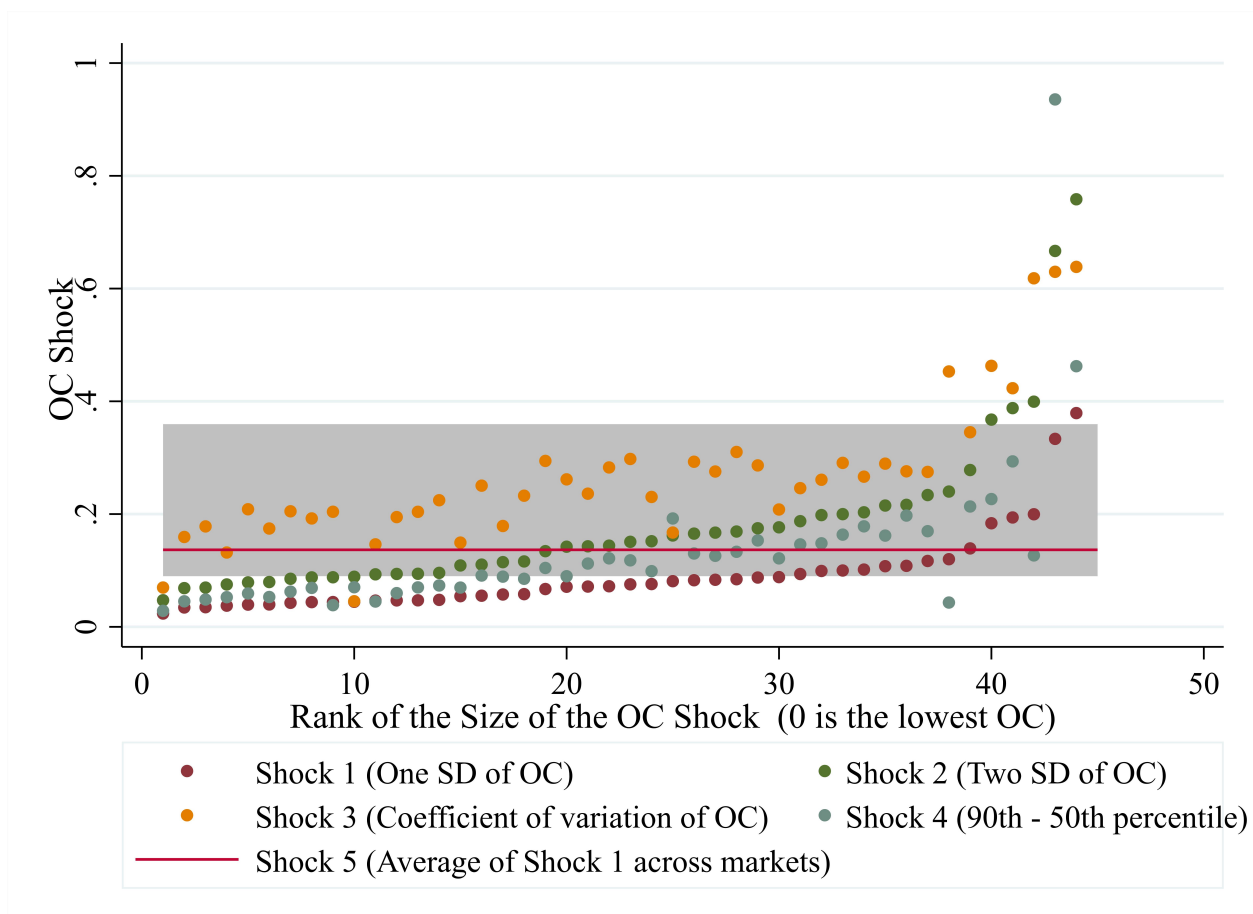 1
.8
.6
.4
.2
0
OC Shock
0 10 20 30 40 50
Rank of the Size of the OC Shock (0 is the lowest OC)
Shock 1 (One SD of OC) Shock 2 (Two SD of OC)
Shock 3 (Coefficient of variation of OC) Shock 4 (90th - 50th percentile)
Shock 5 (Average of Shock 1 across markets)